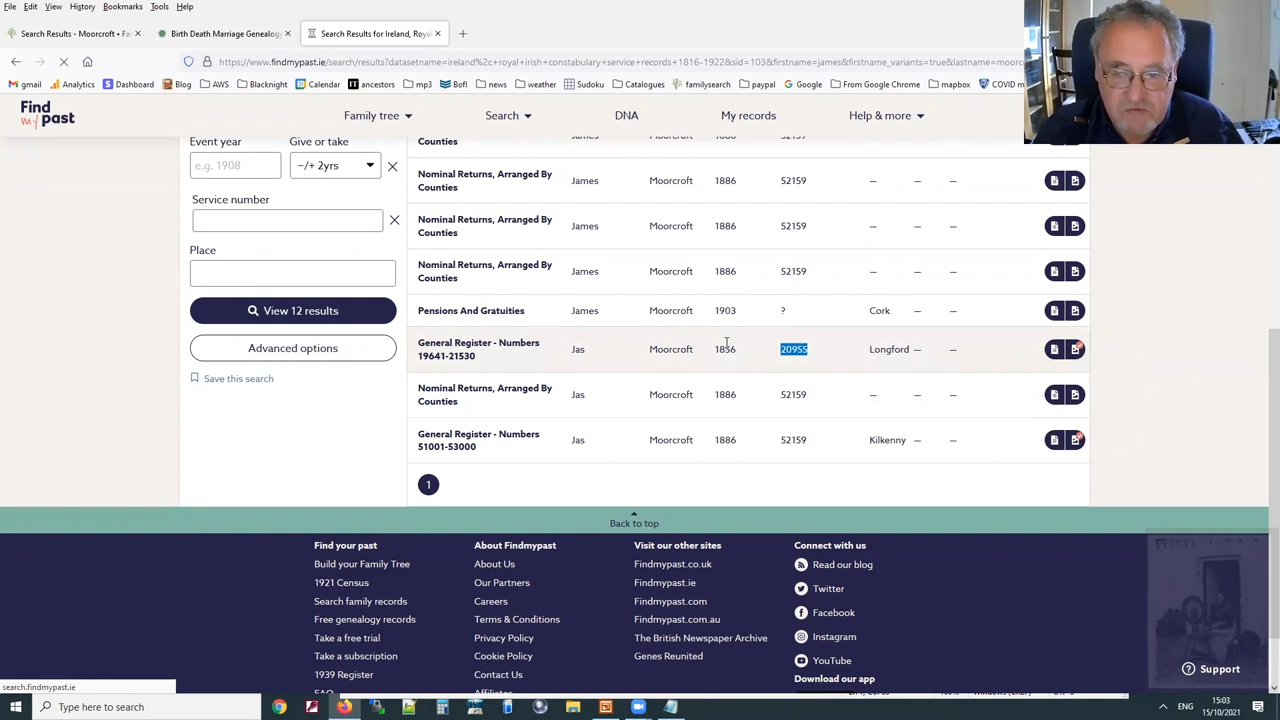 File Edit View History Bookmarks Tools Help
Search Results - Moorcroft • Fa
Birth Death Marriage Genealogy
Search Results for Ireland, Roya
https://www.findmypast.ie/search/results?datasetname=ireland%2c+royal+irish+constabulary+service+records+1816-1922&sid=103&firstname=james&firstname_variants=true&lastname=moorc
gmail Analytics Dashboard Blog AWS Blacknight IT ancestors mp3 Bofi news weather Sudoku Catalogues familysearch paypal Google From Google Chrome mapbox COVID m
Find my past
Family tree Search DNA My records Help & more
Event year Give or take
e.g. 1908 −/+ 2yrs
Service number
Place
View 12 results
Advanced options
Save this search
Counties
Nominal Returns, Arranged By James Moorcroft 1886 52159 — — —
Counties
Nominal Returns, Arranged By James Moorcroft 1886 52159 — — —
Counties
Nominal Returns, Arranged By James Moorcroft 1886 52159 — — —
Counties
Pensions And Gratuities James Moorcroft 1903 ? Cork
General Register - Numbers Jas Moorcroft 1856 20955 Longford — —
19641-21530
Nominal Returns, Arranged By Jas Moorcroft 1886 52159 — — —
Counties
General Register - Numbers Jas Moorcroft 1886 52159 Kilkenny — —
51001-53000
1
Back to top
Find your past
Build your Family Tree
1921 Census
Search family records
Free genealogy records
Take a free trial
Take a subscription
1939 Register
FAQ
About Findmypast
About Us
Our Partners
Careers
Terms & Conditions
Privacy Policy
Cookie Policy
Contact Us
Affiliates
Visit our other sites
Findmypast.co.uk
Findmypast.ie
Findmypast.com
Findmypast.com.au
The British Newspaper Archive
Genes Reunited
Connect with us
Read our blog
Twitter
Facebook
Instagram
YouTube
Download our app
Support
search.findmypast.ie
Type here to search
15:03
15/10/2021